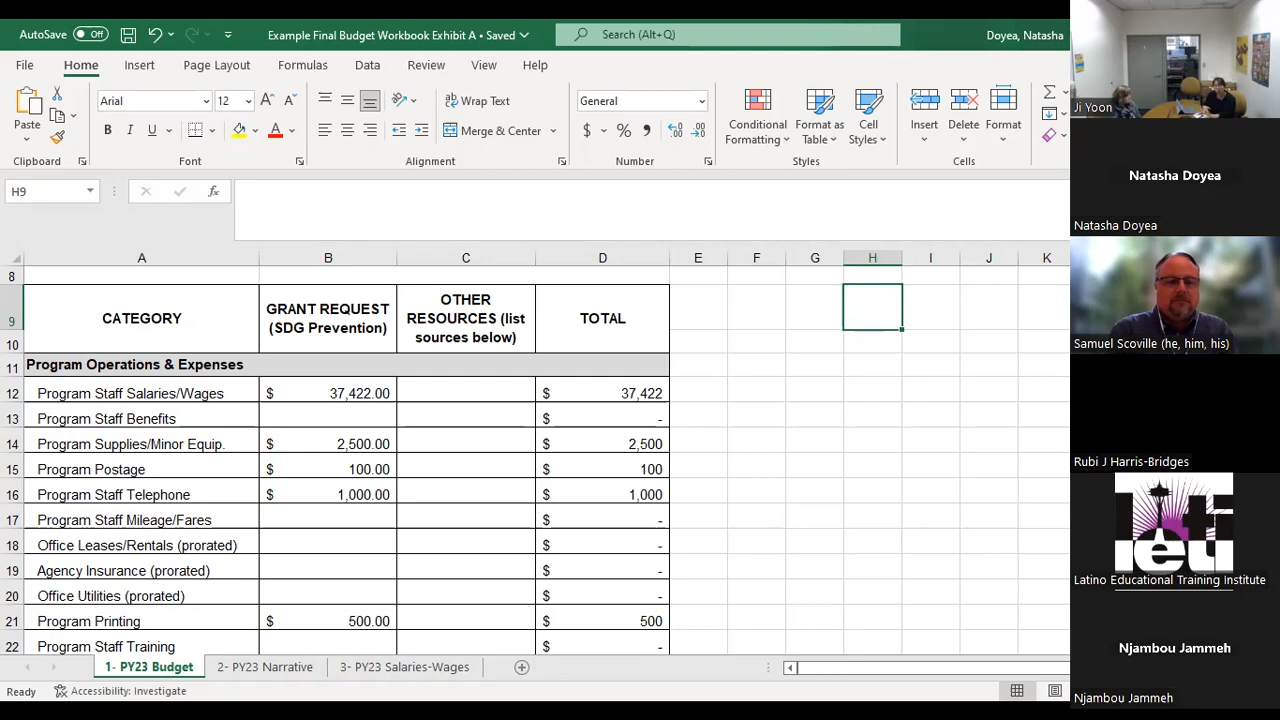 AutoSave Off Example Final Budget Workbook Exhibit A • Saved Search (Alt+Q) Doyea, Natasha
File Home Insert Page Layout Formulas Data Review View Help
Paste Arial 12 Wrap Text General Conditional Formatting Format as Table Cell Styles Insert Delete Format
B I U Merge & Center $ %
Clipboard Font Alignment Number Styles Cells
H9 fx
A B C D E F G H I J K
8
9 CATEGORY GRANT REQUEST (SDG Prevention) OTHER RESOURCES (list sources below) TOTAL
10
11 Program Operations & Expenses
12 Program Staff Salaries/Wages $ 37,422.00 $ 37,422
13 Program Staff Benefits $ -
14 Program Supplies/Minor Equip. $ 2,500.00 $ 2,500
15 Program Postage $ 100.00 $ 100
16 Program Staff Telephone $ 1,000.00 $ 1,000
17 Program Staff Mileage/Fares $ -
18 Office Leases/Rentals (prorated) $ -
19 Agency Insurance (prorated) $ -
20 Office Utilities (prorated) $ -
21 Program Printing $ 500.00 $ 500
22 Program Staff Training $ -
1- PY23 Budget 2- PY23 Narrative 3- PY23 Salaries-Wages
Ready Accessibility: Investigate
Ji Yoon
Natasha Doyea
Natasha Doyea
Samuel Scoville (he, him, his)
Rubi J Harris-Bridges
Latino Educational Training Institute
Njambou Jammeh
Njambou Jammeh